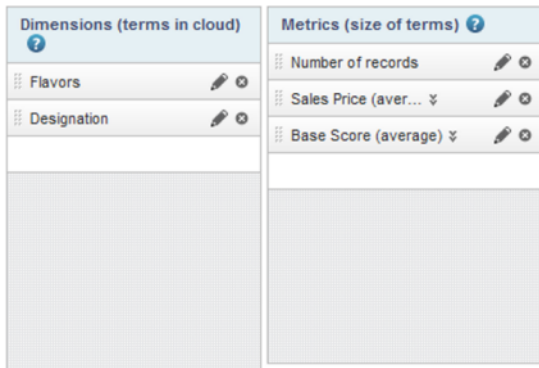 Dimensions (terms in cloud)
?
Flavors
Designation
Metrics (size of terms) ?
Number of records
Sales Price (aver...
Base Score (average)